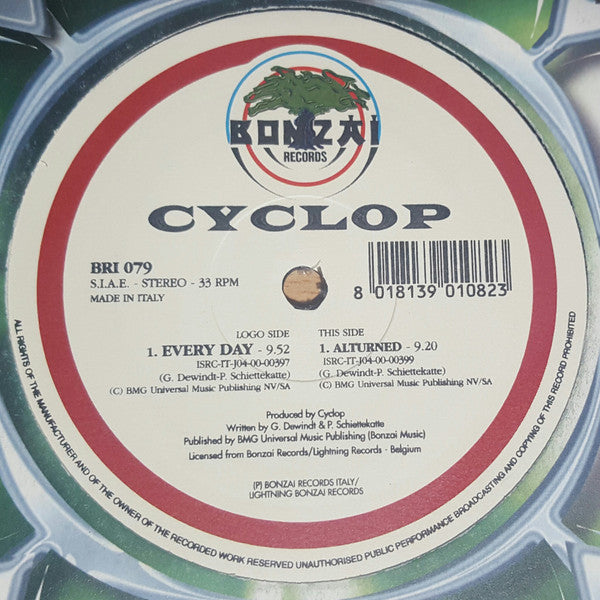 BONZAI
RECORDS
CYCLOP
BRI 079
S.I.A.E. - STEREO - 33 RPM
MADE IN ITALY
8 018139 010823
LOGO SIDE
1. EVERY DAY - 9.52
ISRC-IT-J04-00-00397
(G. Dewindt-P. Schiettekatte)
(C) BMG Universal Music Publishing NV/SA
THIS SIDE
1. ALTURNED - 9.20
ISRC-IT-J04-00-00399
(G. Dewindt-P. Schiettekatte)
(C) BMG Universal Music Publishing NV/SA
Produced by Cyclop
Written by G. Dewindt & P. Schiettekatte
Published by BMG Universal Music Publishing (Bonzai Music)
Licensed from Bonzai Records/Lightning Records - Belgium
(P) BONZAI RECORDS ITALY/
LIGHTNING BONZAI RECORDS
ALL RIGHTS OF THE MANUFACTURER AND OF THE OWNER OF THE RECORDED WORK RESERVED UNAUTHORISED PUBLIC PERFORMANCE BROADCASTING AND COPYING OF THIS RECORD PROHIBITED